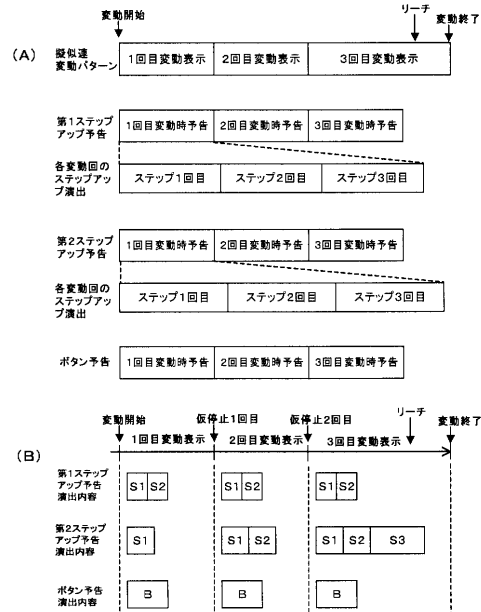 変動開始
リーチ
変動終了
(A)
擬似連
変動パターン
1回目変動表示
2回目変動表示
3回目変動表示
第1ステップ
アップ予告
1回目変動時予告
2回目変動時予告
3回目変動時予告
各変動回の
ステップアッ
プ演出
ステップ1回目
ステップ2回目
ステップ3回目
第2ステップ
アップ予告
1回目変動時予告
2回目変動時予告
3回目変動時予告
各変動回の
ステップアッ
プ演出
ステップ1回目
ステップ2回目
ステップ3回目
ボタン予告
1回目変動時予告
2回目変動時予告
3回目変動時予告
変動開始
仮停止1回目
仮停止2回目
リーチ
変動終了
(B)
1回目変動表示
2回目変動表示
3回目変動表示
第1ステップ
アップ予告
演出内容
S1 S2
S1 S2
S1 S2
第2ステップ
アップ予告
演出内容
S1
S1 S2
S1 S2 S3
ボタン予告
演出内容
B
B
B